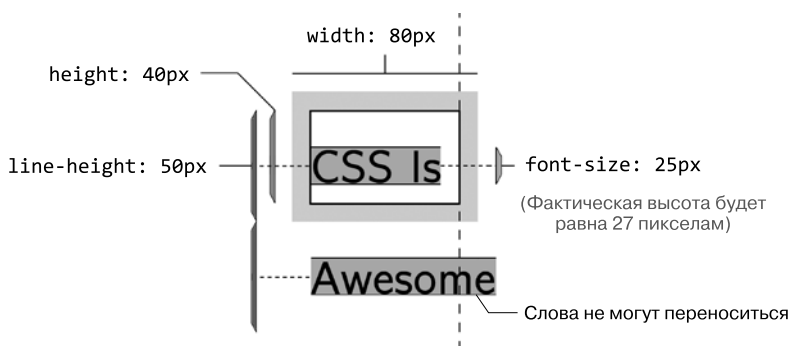 width: 80px
height: 40px
line-height: 50px
CSS Is
font-size: 25px
(Фактическая высота будет
равна 27 пикселам)
Awesome
Слова не могут переноситься